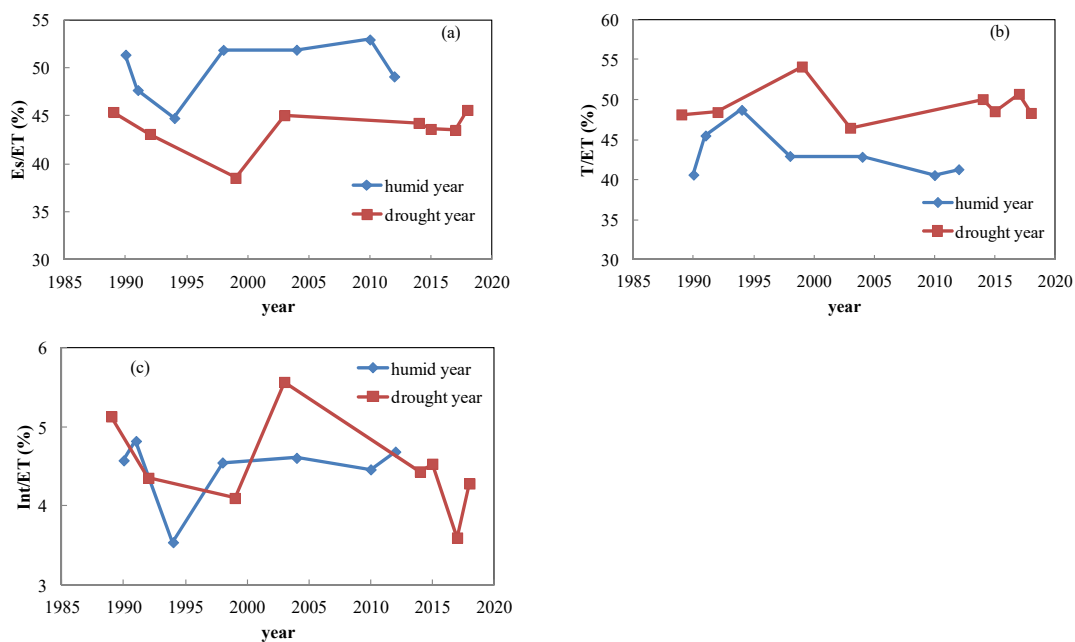 (a)
55
50
45
40
35
30
Es/ET (%)
humid year
drought year
1985 1990 1995 2000 2005 2010 2015 2020
year
(b)
60
55
50
45
40
35
30
T/ET (%)
humid year
drought year
1985 1990 1995 2000 2005 2010 2015 2020
year
(c)
6
5
4
3
Int/ET (%)
humid year
drought year
1985 1990 1995 2000 2005 2010 2015 2020
year